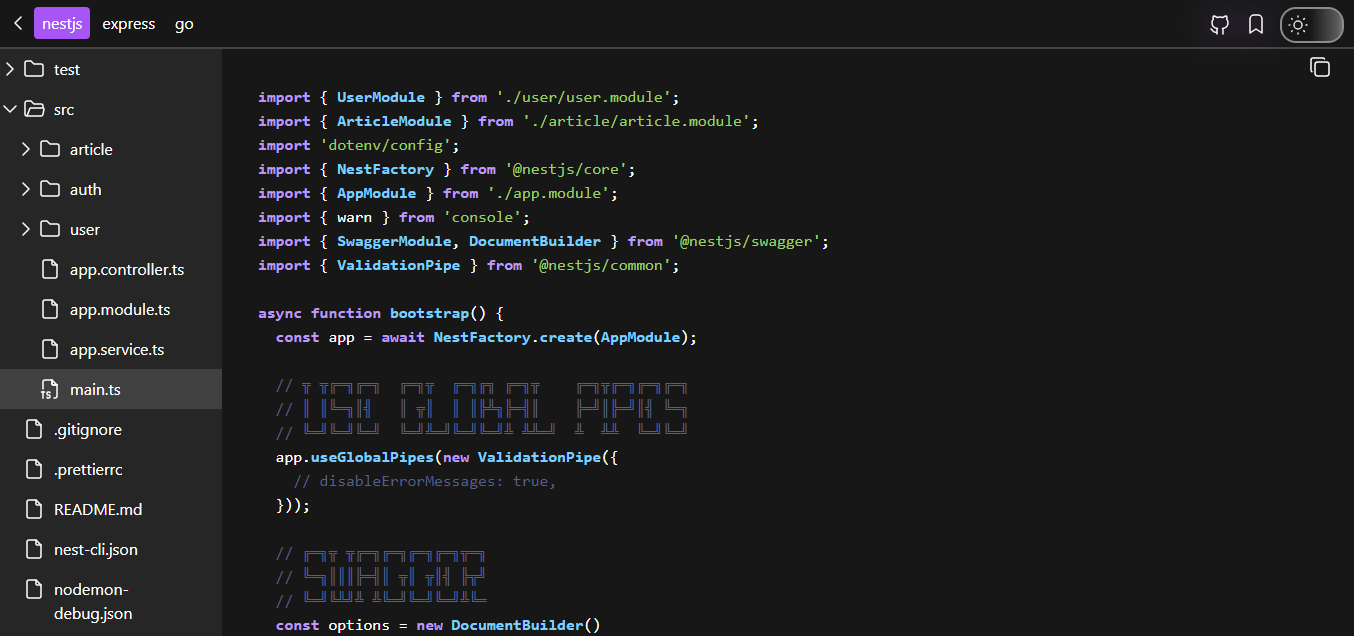 nestjs express go
test
src
article
auth
user
app.controller.ts
app.module.ts
app.service.ts
TS main.ts
.gitignore
.prettierrc
README.md
nest-cli.json
nodemon-
debug.json
import { UserModule } from './user/user.module';
import { ArticleModule } from './article/article.module';
import 'dotenv/config';
import { NestFactory } from '@nestjs/core';
import { AppModule } from './app.module';
import { warn } from 'console';
import { SwaggerModule, DocumentBuilder } from '@nestjs/swagger';
import { ValidationPipe } from '@nestjs/common';
async function bootstrap() {
const app = await NestFactory.create(AppModule);
// USE GLOBAL PIPES
app.useGlobalPipes(new ValidationPipe({
// disableErrorMessages: true,
}));
// SWAGGER
const options = new DocumentBuilder()